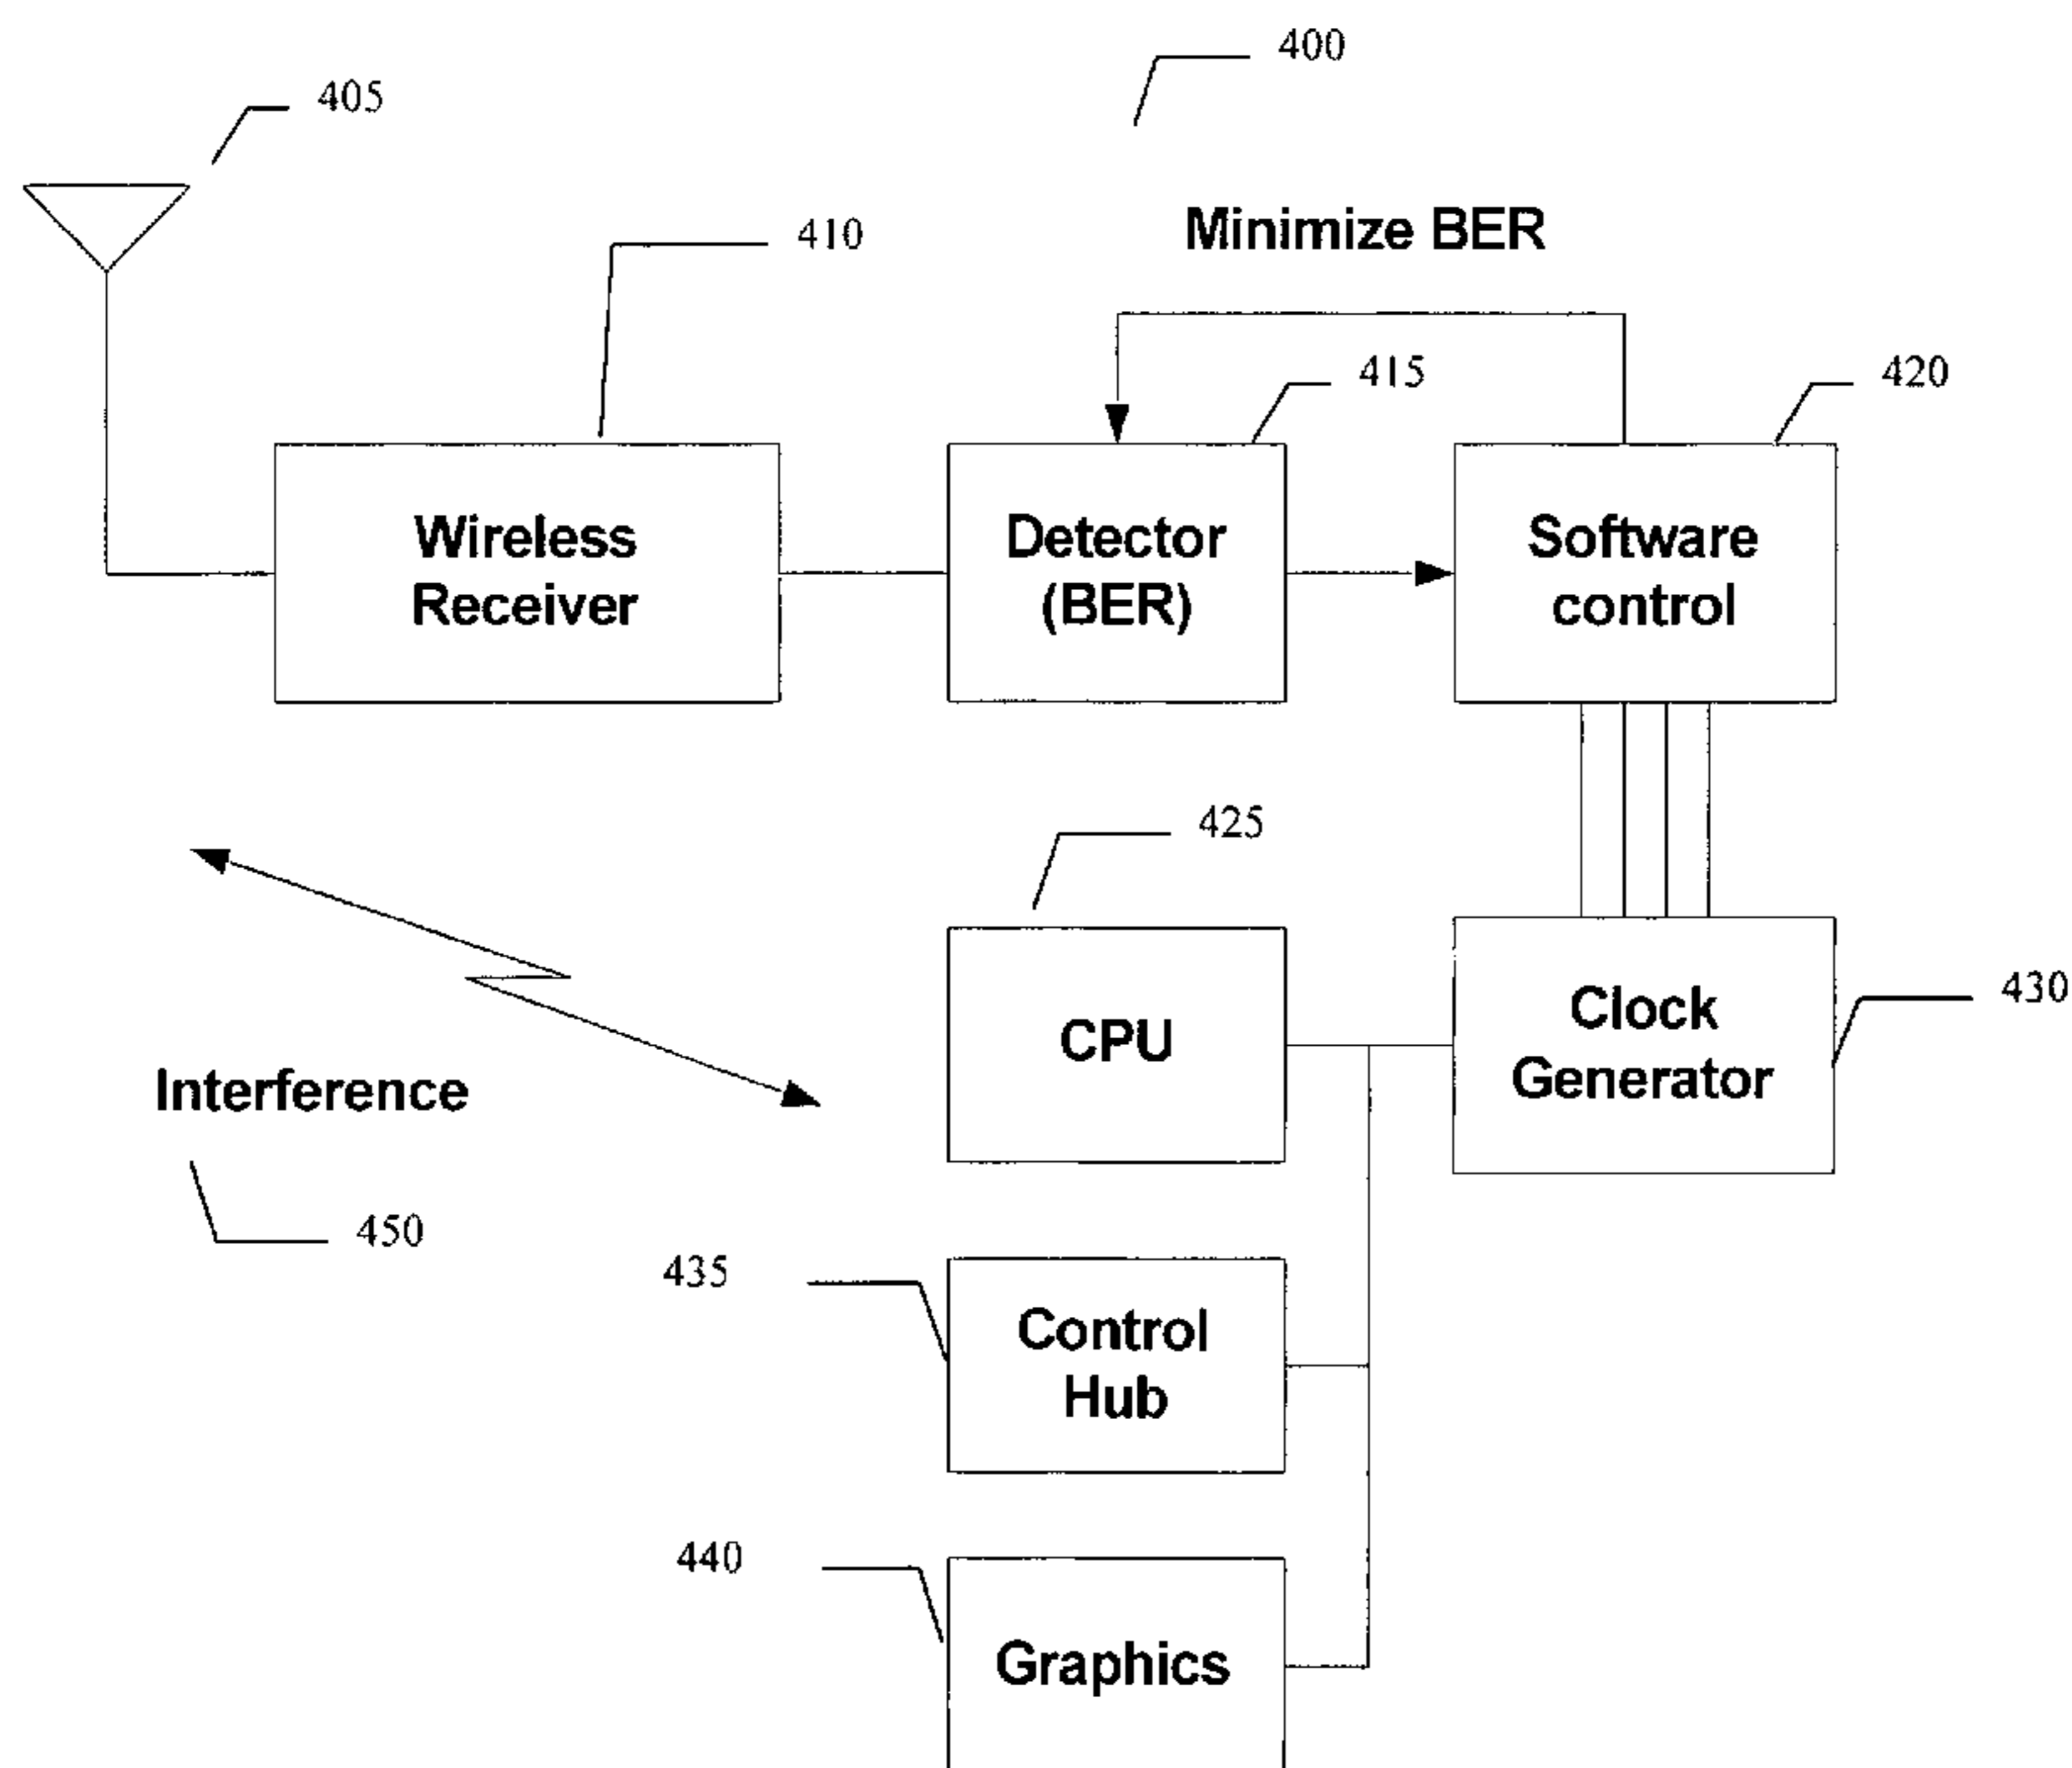 400
405
410
Minimize BER
415
420
Wireless
Receiver
Detector
(BER)
Software
control
425
CPU
Clock
Generator
430
Interference
450
435
Control
Hub
440
Graphics